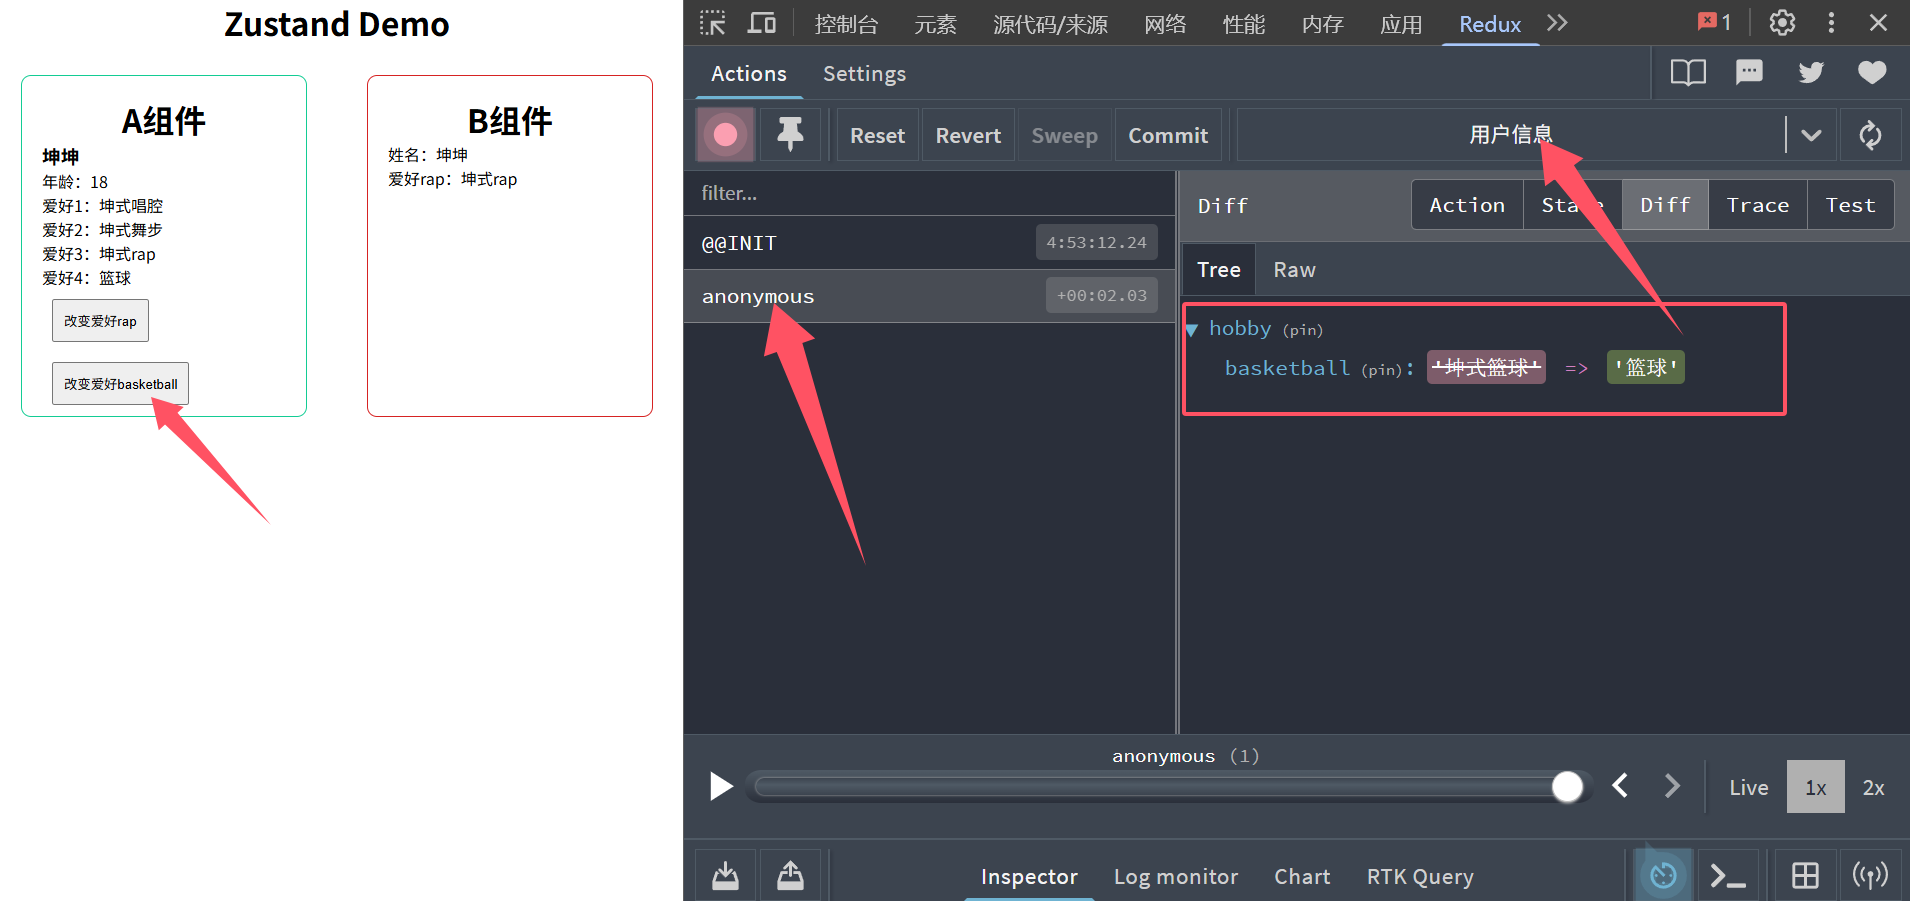 Zustand Demo
A组件
坤坤
年龄：18
爱好1：坤式唱腔
爱好2：坤式舞步
爱好3：坤式rap
爱好4：篮球
改变爱好rap
改变爱好basketball
B组件
姓名：坤坤
爱好rap：坤式rap
控制台 元素 源代码/来源 网络 性能 内存 应用 Redux 1
Actions Settings
Reset Revert Sweep Commit 用户信息
filter...
@@INIT 4:53:12.24
anonymous +00:02.03
Diff Action State Diff Trace Test
Tree Raw
hobby (pin)
basketball (pin): '坤式篮球' => '篮球'
anonymous (1)
Live 1x 2x
Inspector Log monitor Chart RTK Query